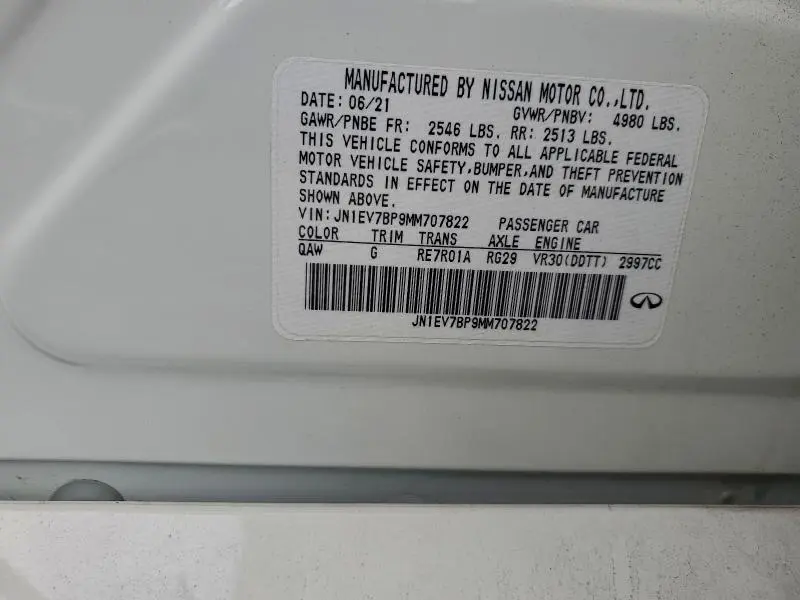 MANUFACTURED BY NISSAN MOTOR CO.,LTD.
DATE: 06/21 GVWR/PNBV: 4980 LBS.
GAWR/PNBE FR: 2546 LBS. RR: 2513 LBS.
THIS VEHICLE CONFORMS TO ALL APPLICABLE FEDERAL
MOTOR VEHICLE SAFETY,BUMPER,AND THEFT PREVENTION
STANDARDS IN EFFECT ON THE DATE OF MANUFACTURE
SHOWN ABOVE.
VIN:JN1EV7BP9MM707822 PASSENGER CAR
COLOR TRIM TRANS AXLE ENGINE
QAW G RE7R01A RG29 VR30(DDTT) 2997CC
JN1EV7BP9MM707822